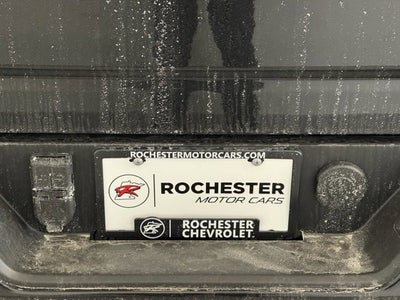 ROCHESTERMOTORCARS.COM
R ROCHESTER
MOTOR CARS
R ROCHESTER
CHEVROLET